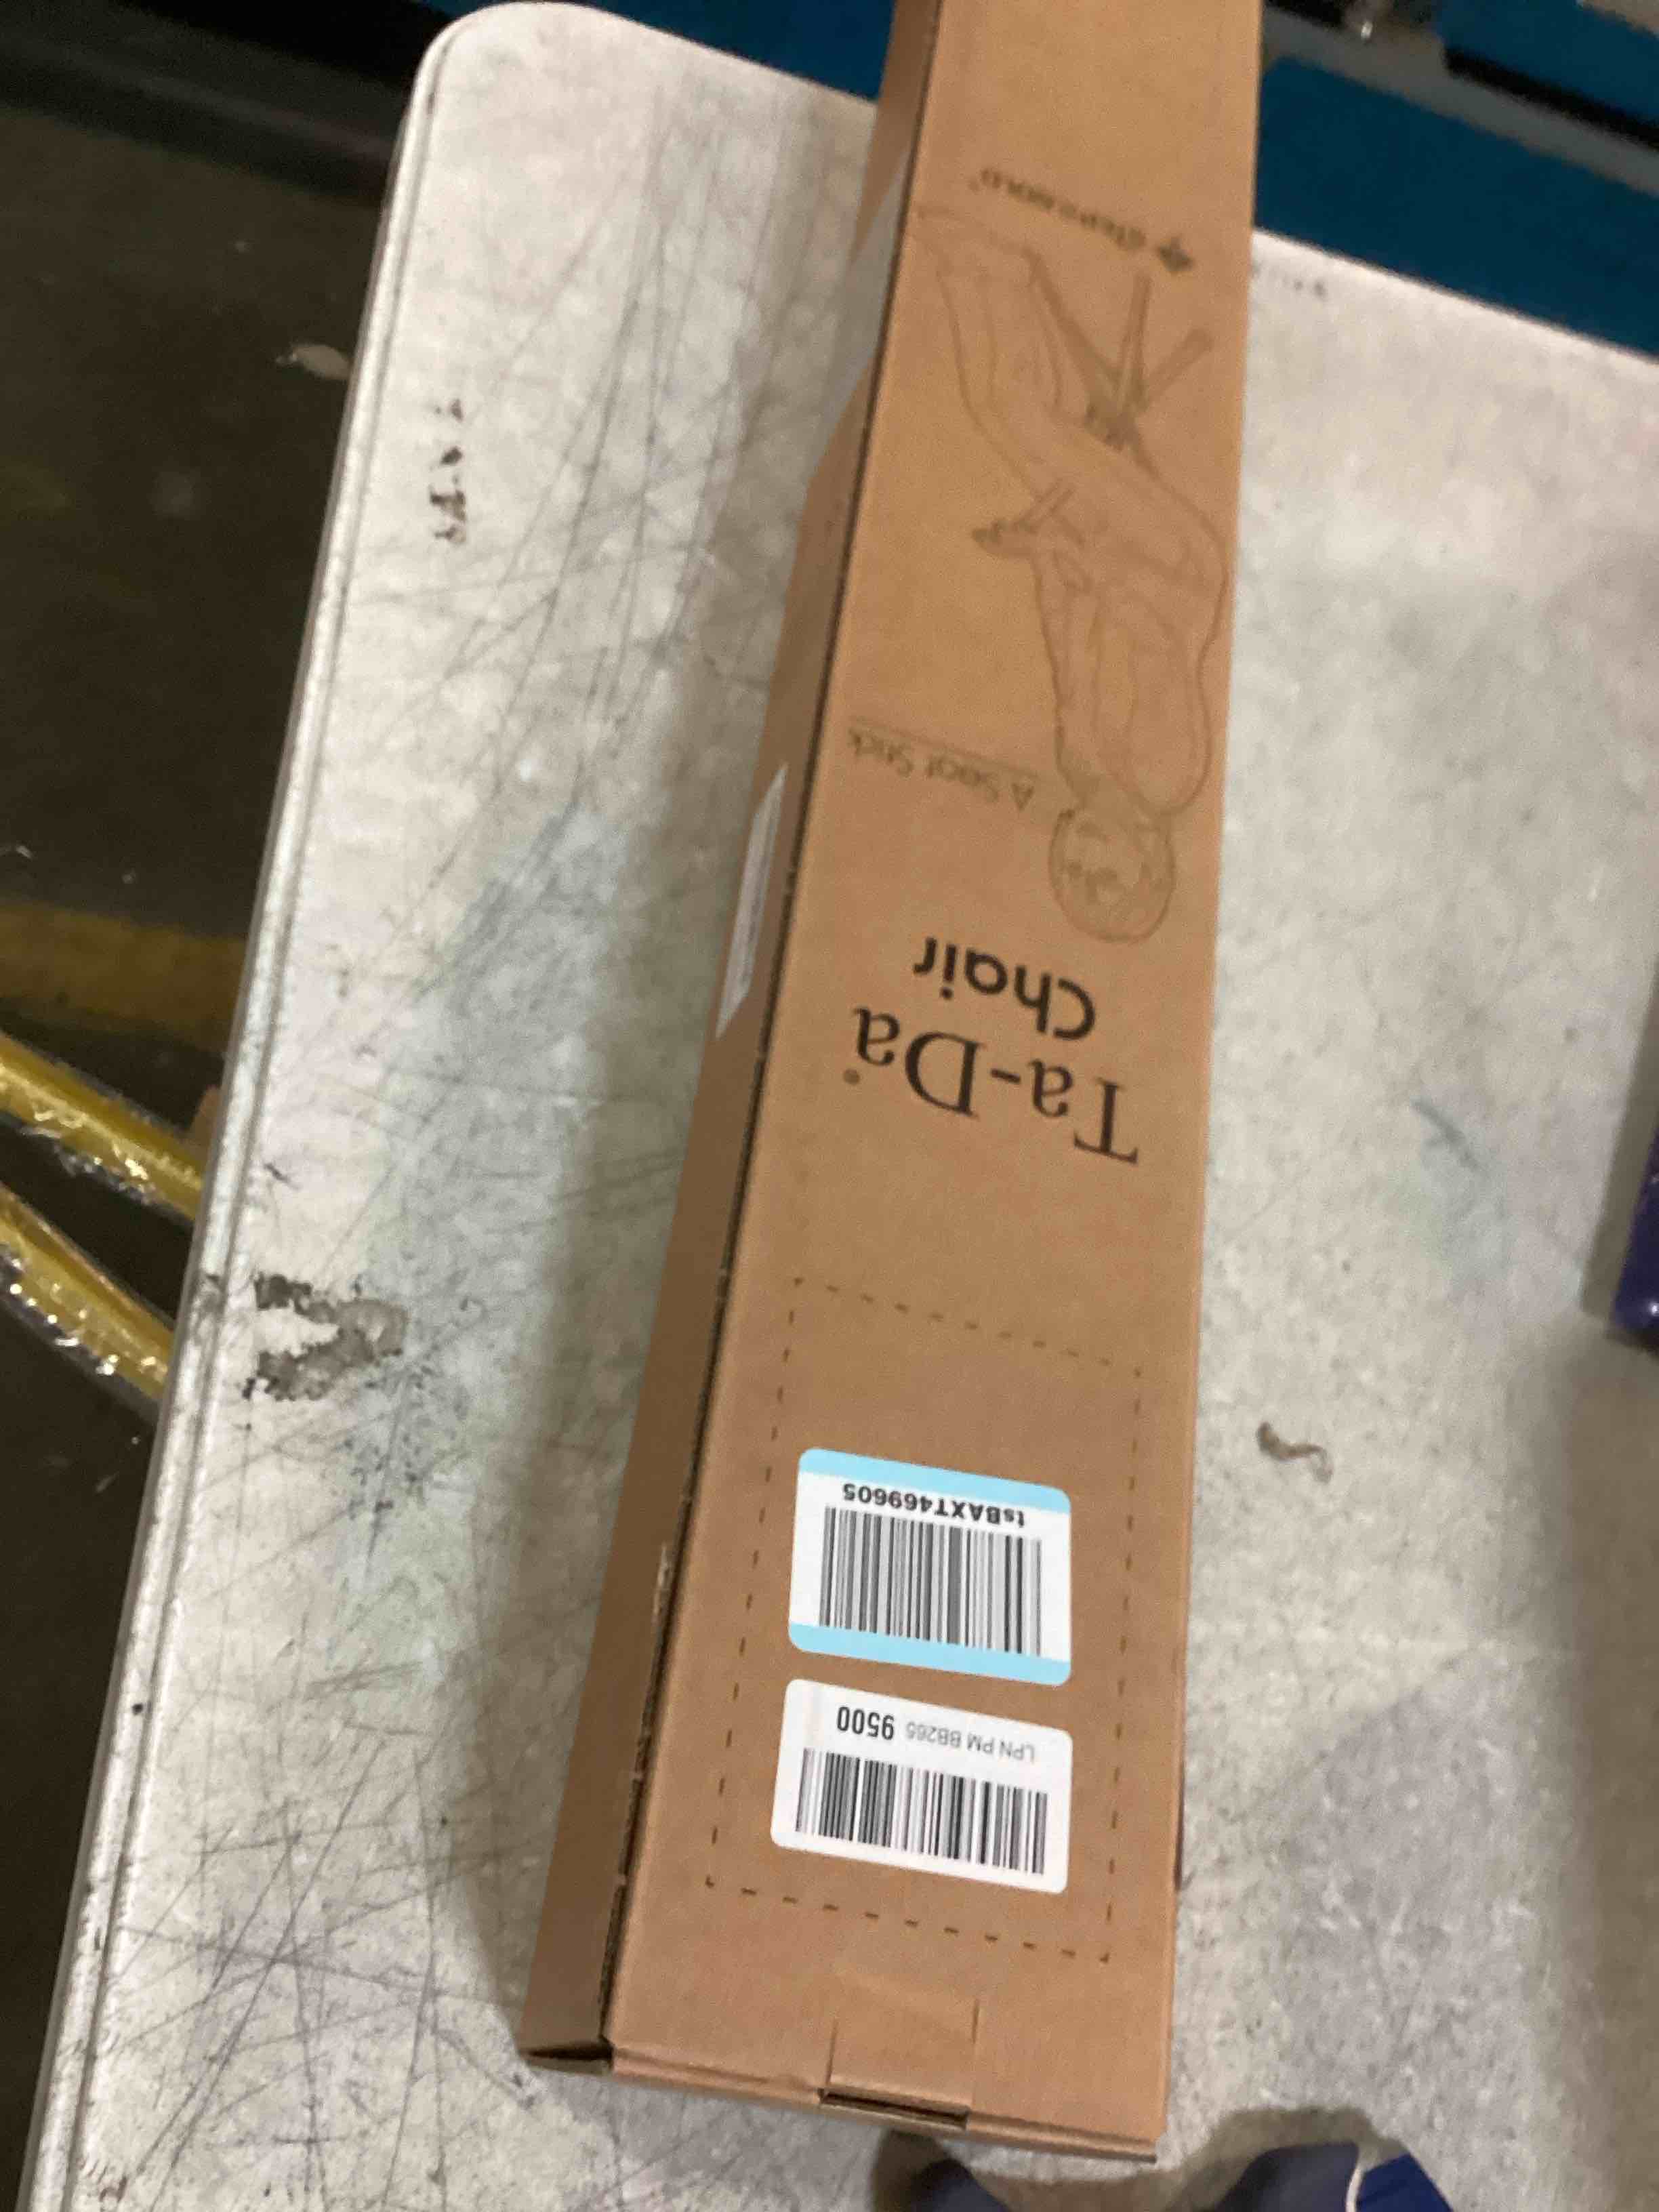 LPN PM BB265 9500
tsBAXT469605
Ta-Da®
Chair
A Seat Stick